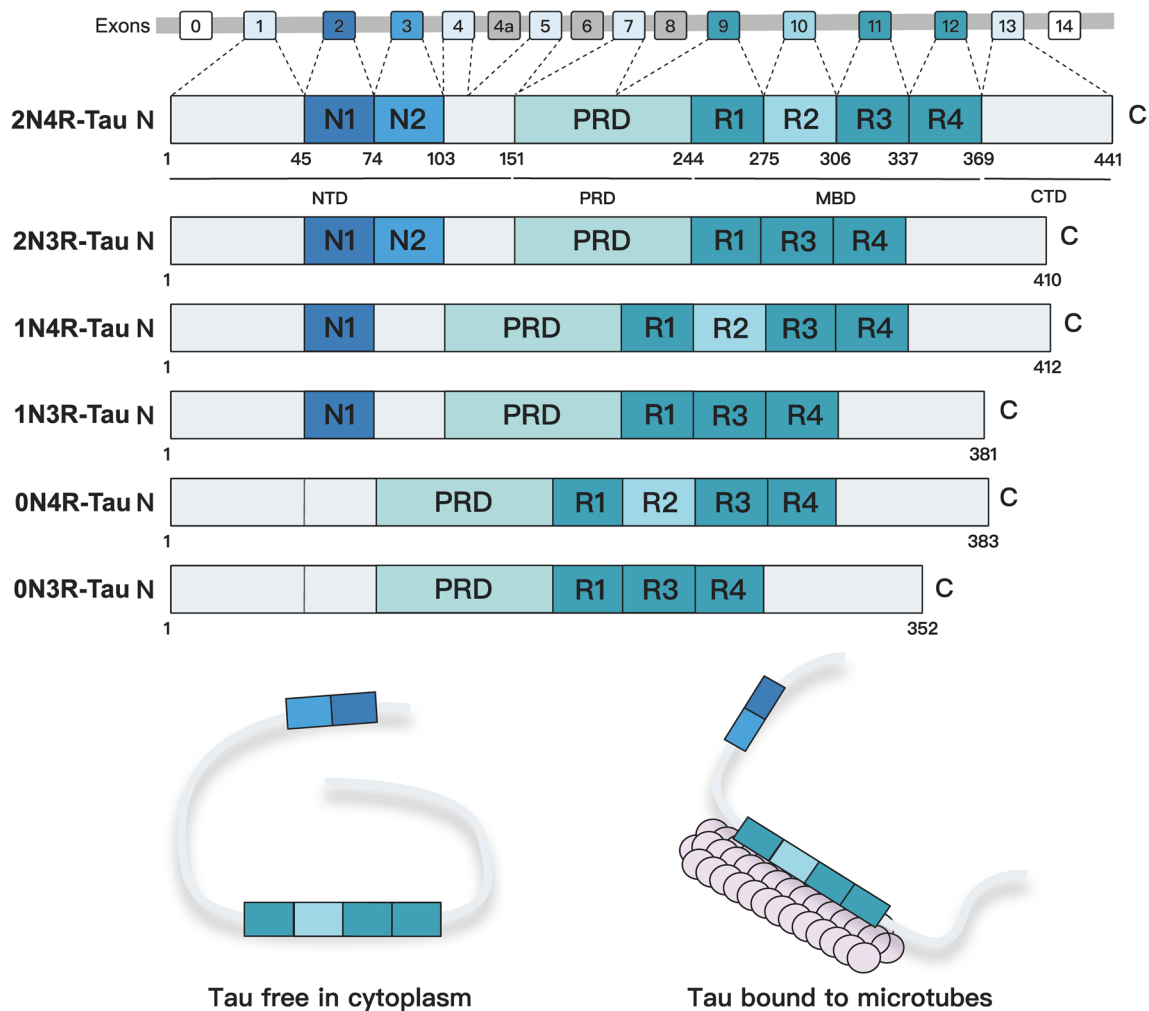 Exons 0 1 2 3 4 4a 5 6 7 8 9 10 11 12 13 14
2N4R-Tau N N1 N2 PRD R1 R2 R3 R4 C
1 45 74 103 151 244 275 306 337 369 441
NTD PRD MBD CTD
2N3R-Tau N N1 N2 PRD R1 R3 R4 C
1 410
1N4R-Tau N N1 PRD R1 R2 R3 R4 C
1 412
1N3R-Tau N N1 PRD R1 R3 R4 C
1 381
0N4R-Tau N PRD R1 R2 R3 R4 C
1 383
0N3R-Tau N PRD R1 R3 R4 C
1 352
Tau free in cytoplasm Tau bound to microtubes